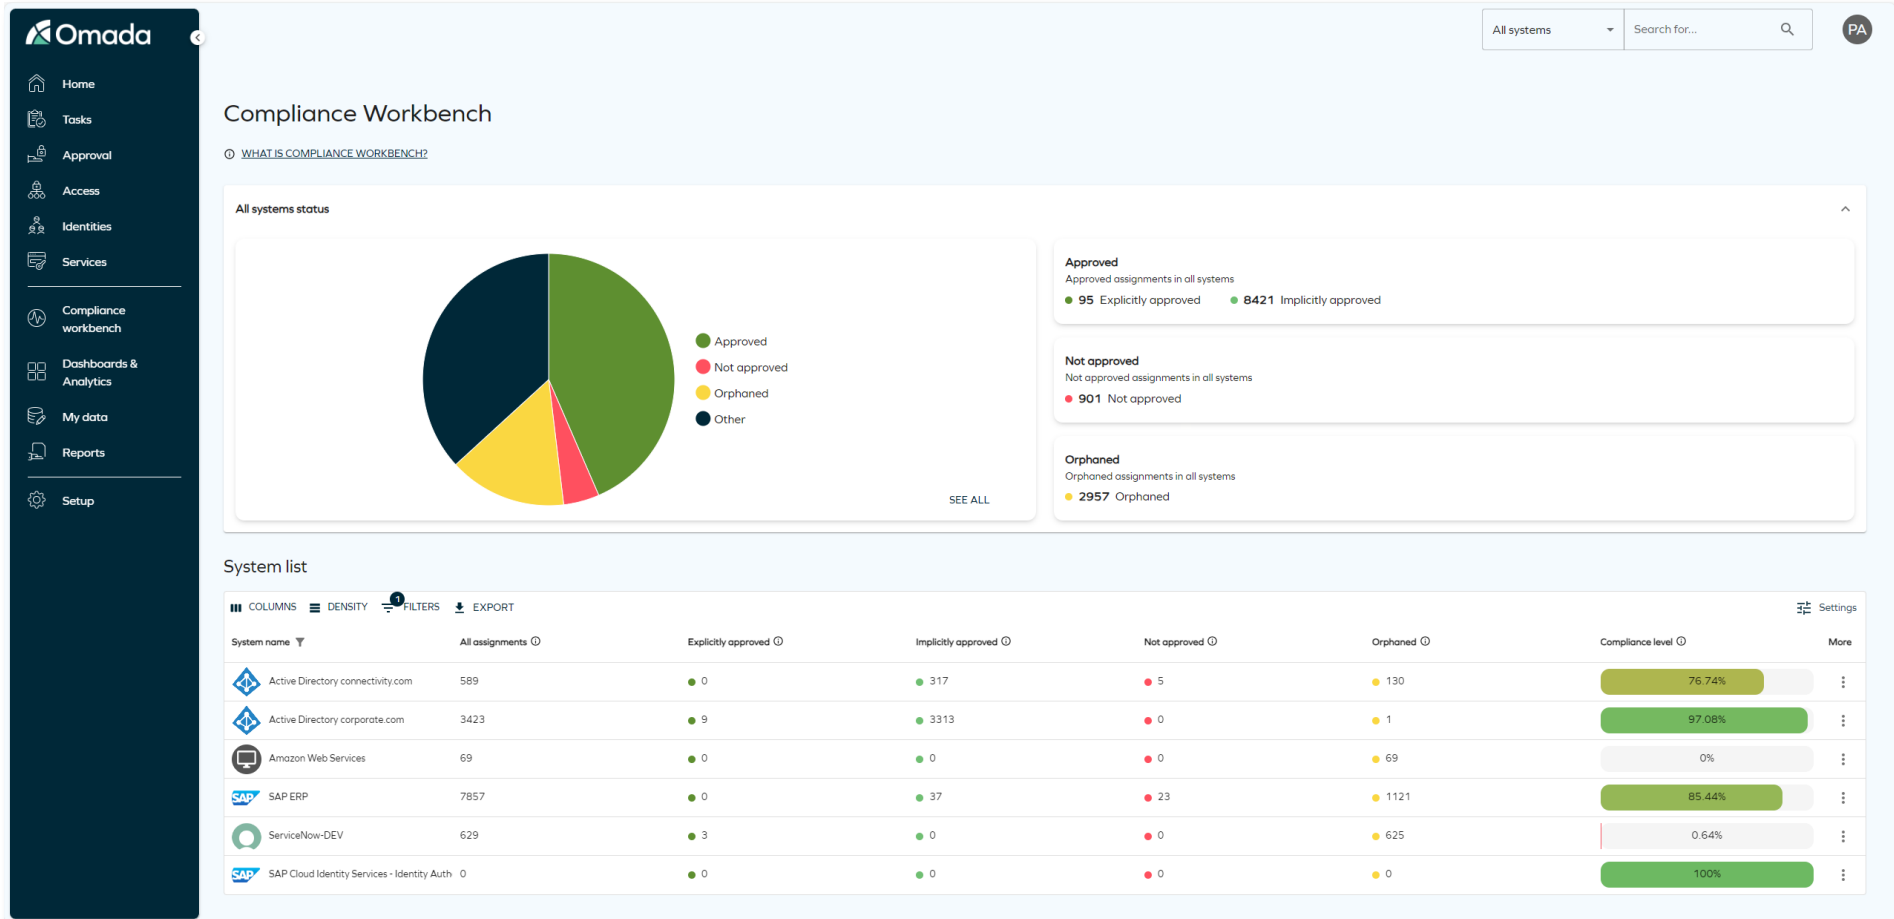 Omada
All systems
Search for...
PA
Home
Tasks
Approval
Access
Identities
Services
Compliance
workbench
Dashboards &
Analytics
My data
Reports
Setup
Compliance Workbench
WHAT IS COMPLIANCE WORKBENCH?
All systems status
Approved
Not approved
Orphaned
Other
SEE ALL
Approved
Approved assignments in all systems
95 Explicitly approved 8421 Implicitly approved
Not approved
Not approved assignments in all systems
901 Not approved
Orphaned
Orphaned assignments in all systems
2957 Orphaned
System list
COLUMNS DENSITY 1 FILTERS EXPORT Settings
System name All assignments Explicitly approved Implicitly approved Not approved Orphaned Compliance level More
Active Directory connectivity.com 589 0 317 5 130 76.74%
Active Directory corporate.com 3423 9 3313 0 1 97.08%
Amazon Web Services 69 0 0 0 69 0%
SAP SAP ERP 7857 0 37 23 1121 85.44%
ServiceNow-DEV 629 3 0 0 625 0.64%
SAP SAP Cloud Identity Services - Identity Auth 0 0 0 0 0 100%